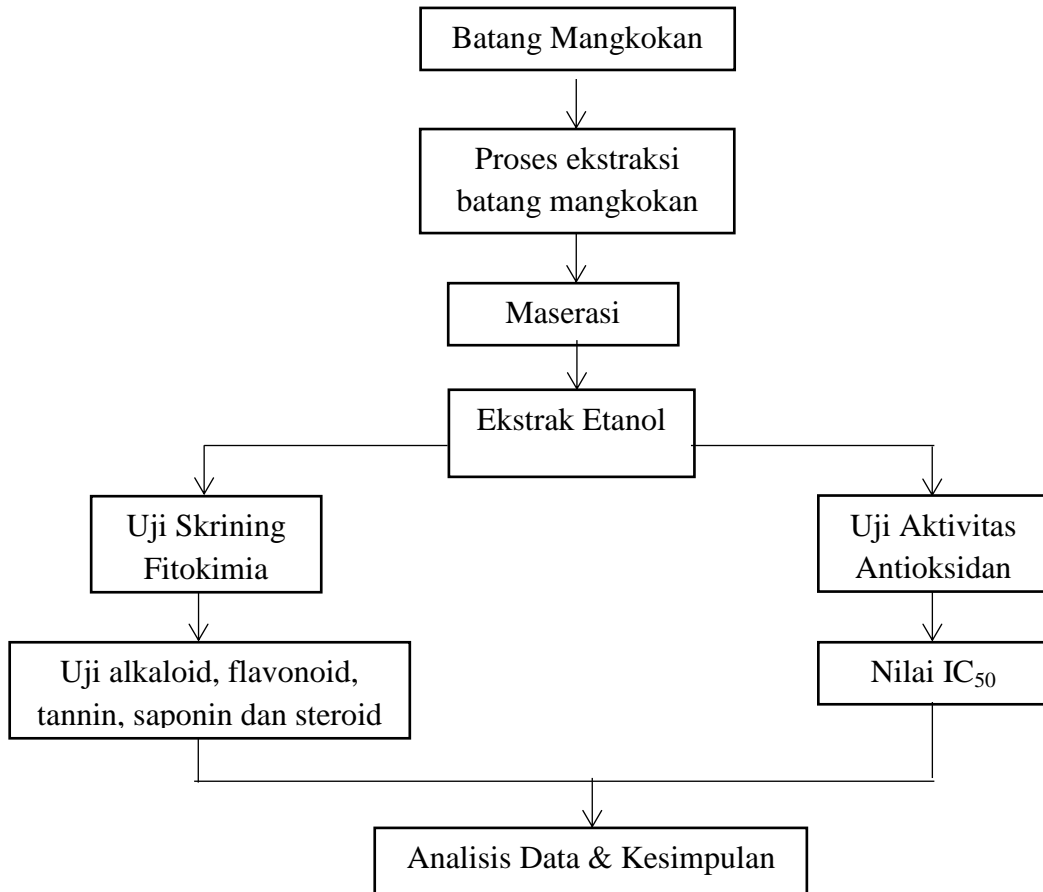 Batang Mangkokan
Proses ekstraksi
batang mangkokan
Maserasi
Ekstrak Etanol
Uji Skrining
Fitokimia
Uji Aktivitas
Antioksidan
Uji alkaloid, flavonoid,
tannin, saponin dan steroid
Nilai IC₅₀
Analisis Data & Kesimpulan